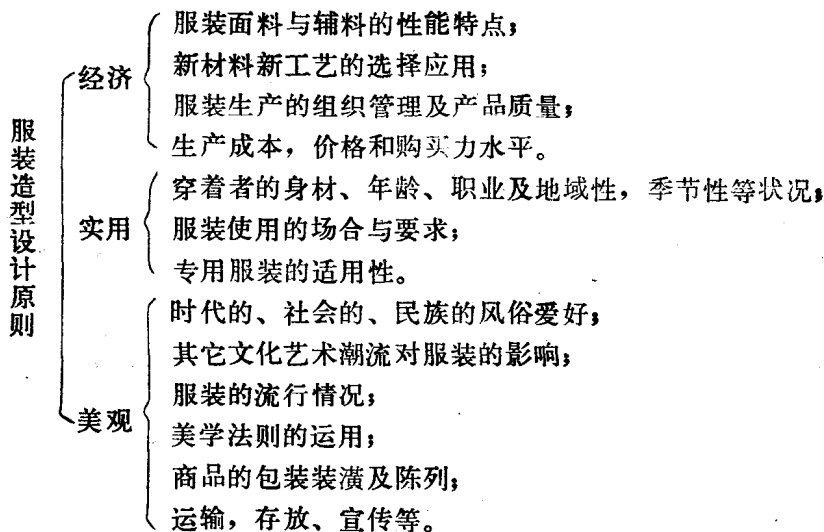 服装造型设计原则
经济
服装面料与辅料的性能特点；
新材料新工艺的选择应用；
服装生产的组织管理及产品质量；
生产成本，价格和购买力水平。
实用
穿着者的身材、年龄、职业及地域性，季节性等状况；
服装使用的场合与要求；
专用服装的适用性。
美观
时代的、社会的、民族的风俗爱好；
其它文化艺术潮流对服装的影响；
服装的流行情况；
美学法则的运用；
商品的包装装潢及陈列；
运输，存放、宣传等。